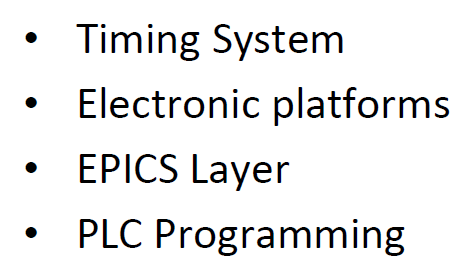 • Timing System
• Electronic platforms
• EPICS Layer
• PLC Programming